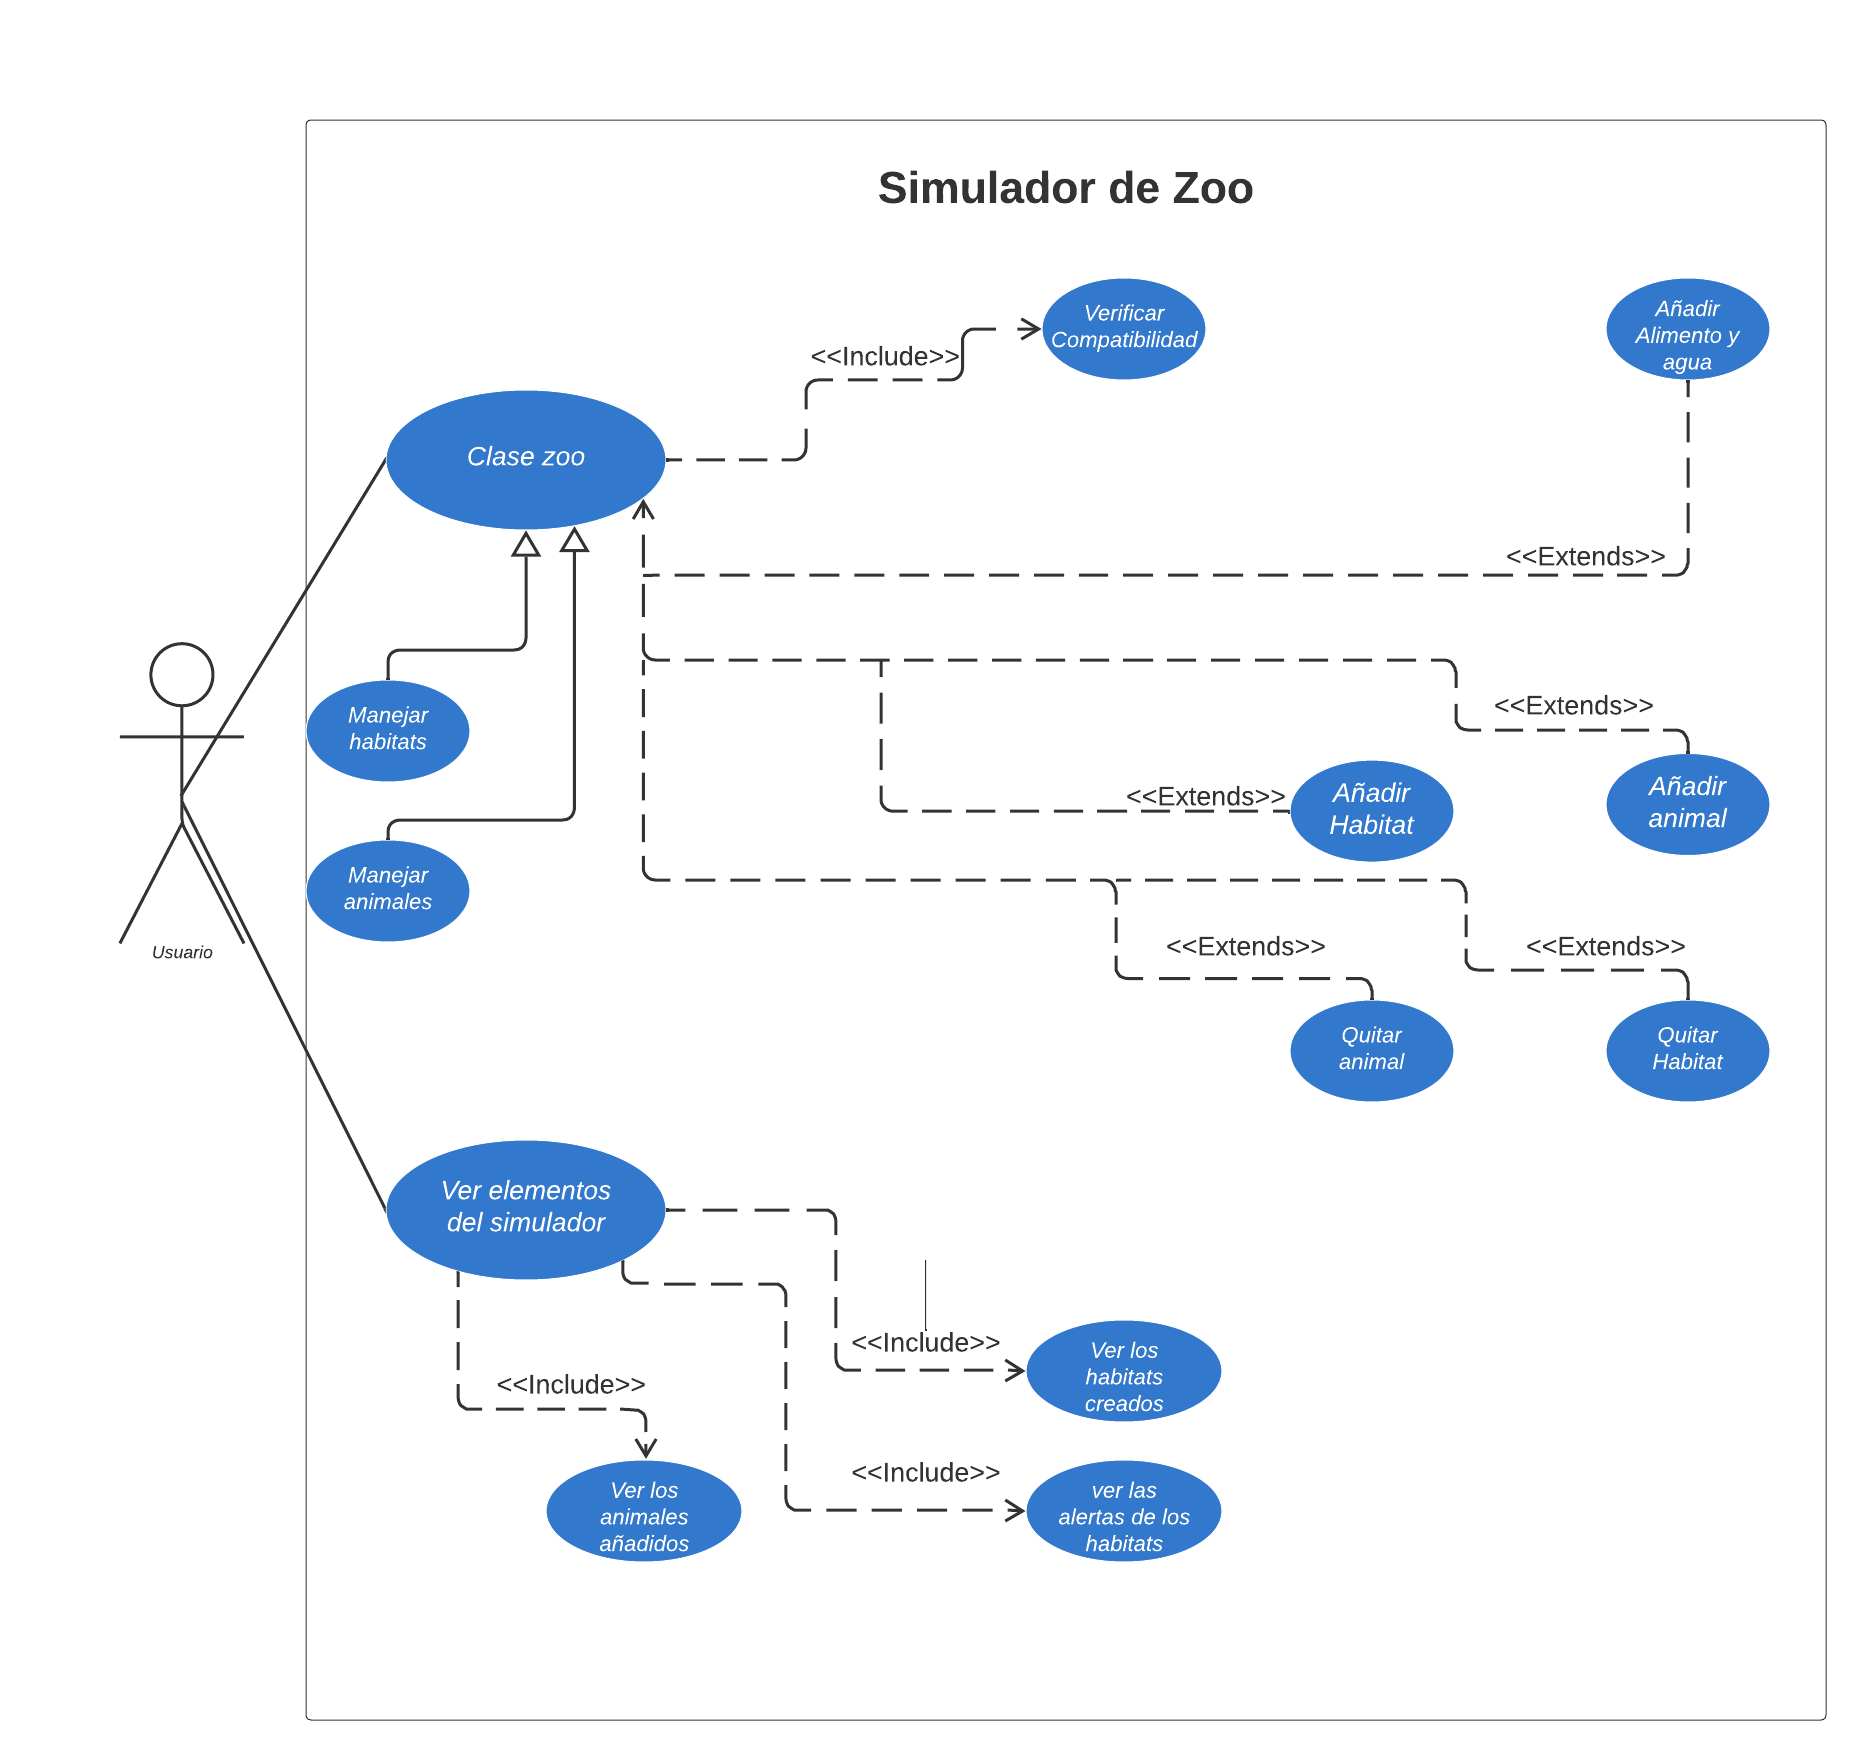 Simulador de Zoo
Verificar
Compatibilidad
Añadir
Alimento y
agua
<<Include>>
Clase zoo
<<Extends>>
Manejar
habitats
<<Extends>>
Añadir
Habitat
<<Extends>>
Añadir
animal
Manejar
animales
Usuario
<<Extends>>
<<Extends>>
Quitar
animal
Quitar
Habitat
Ver elementos
del simulador
<<Include>>
Ver los
habitats
creados
<<Include>>
Ver los
animales
añadidos
<<Include>>
ver las
alertas de los
habitats